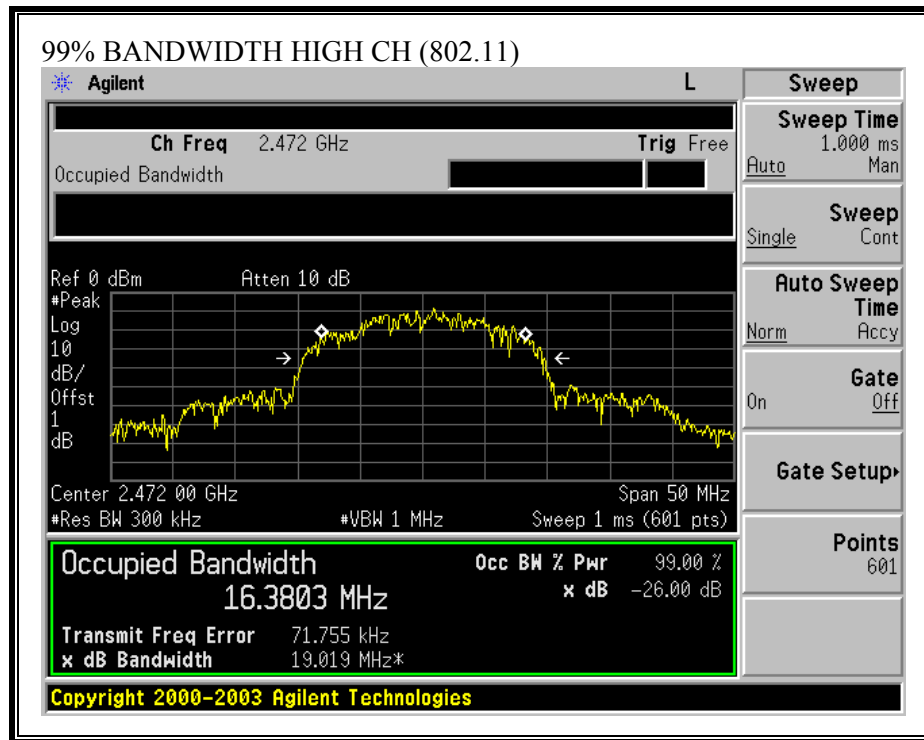 99% BANDWIDTH HIGH CH (802.11)
Agilent L Sweep
Ch Freq 2.472 GHz Trig Free
Occupied Bandwidth
Sweep Time
1.000 ms
Auto Man
Sweep
Single Cont
Auto Sweep
Time
Norm Accy
Gate
On Off
Gate Setup
Points
601
Ref 0 dBm Atten 10 dB
#Peak
Log
10
dB/
Offst
1
dB
Center 2.472 00 GHz Span 50 MHz
#Res BW 300 kHz #VBW 1 MHz Sweep 1 ms (601 pts)
Occupied Bandwidth Occ BW % Pwr 99.00 %
16.3803 MHz x dB -26.00 dB
Transmit Freq Error 71.755 kHz
x dB Bandwidth 19.019 MHz*
Copyright 2000-2003 Agilent Technologies